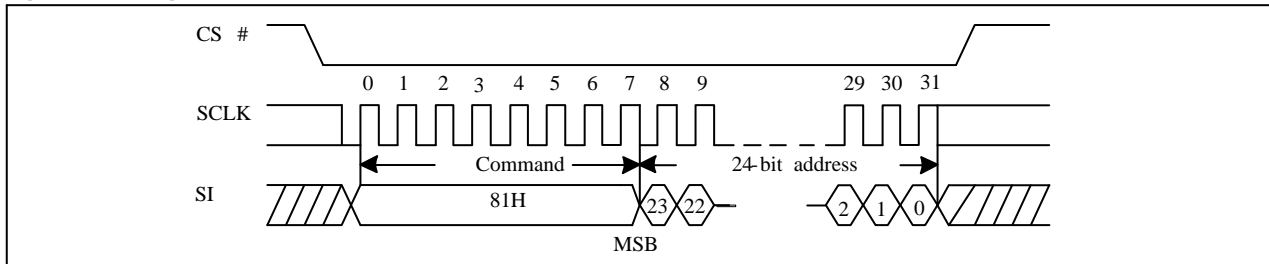 CS #
0 1 2 3 4 5 6 7 8 9 29 30 31
SCLK
Command 24-bit address
SI 81H 23 22 2 1 0
MSB